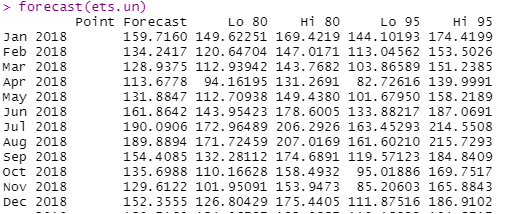 > forecast(ets.un)
Point Forecast Lo 80 Hi 80 Lo 95 Hi 95
Jan 2018 159.7160 149.62251 169.4219 144.10193 174.4199
Feb 2018 134.2417 120.64704 147.0171 113.04562 153.5026
Mar 2018 128.9375 112.93942 143.7682 103.86589 151.2385
Apr 2018 113.6778 94.16195 131.2691 82.72616 139.9991
May 2018 131.8847 112.70938 149.4380 101.67950 158.2189
Jun 2018 161.8642 143.95423 178.6005 133.88217 187.0691
Jul 2018 190.0906 172.96489 206.2926 163.45293 214.5508
Aug 2018 189.8894 171.72459 207.0169 161.60210 215.7293
Sep 2018 154.4085 132.28112 174.6891 119.57123 184.8409
Oct 2018 135.6988 110.16628 158.4932 95.01886 169.7517
Nov 2018 129.6122 101.95091 153.9473 85.20603 165.8843
Dec 2018 152.3555 126.80429 175.4405 111.87516 186.9102